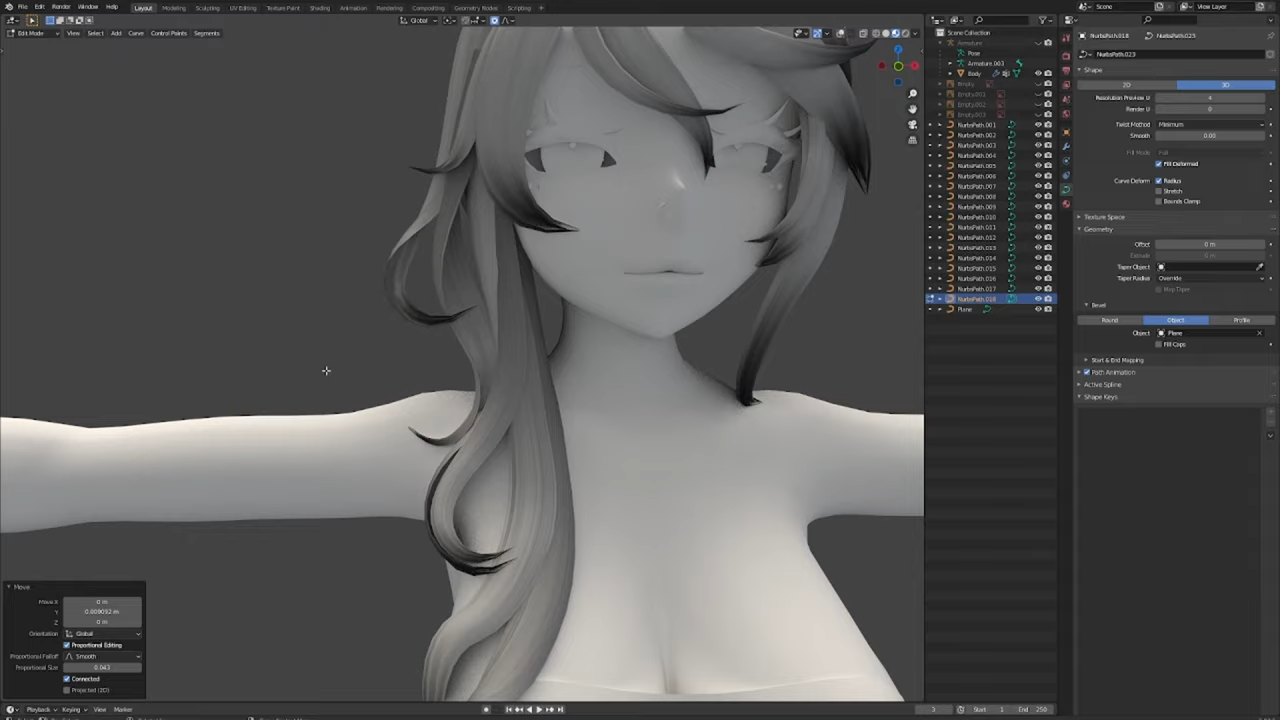 File Edit Render Window Help Layout Modeling Sculpting UV Editing Texture Paint Shading Animation Rendering Compositing Geometry Nodes Scripting + Scene View Layer
Global
Edit Mode View Select Add Curve Control Points Segments
Scene Collection
Armature
Pose
Armature.003
Body
Empty
Empty.001
Empty.002
Empty.003
NurbsPath.001
NurbsPath.002
NurbsPath.003
NurbsPath.004
NurbsPath.005
NurbsPath.006
NurbsPath.007
NurbsPath.008
NurbsPath.009
NurbsPath.010
NurbsPath.011
NurbsPath.012
NurbsPath.013
NurbsPath.014
NurbsPath.015
NurbsPath.016
NurbsPath.017
NurbsPath.018
Plane
NurbsPath.018 NurbsPath.023
NurbsPath.023
Shape
2D 3D
Resolution Preview U 4
Render U 0
Twist Method Minimum
Smooth 0.00
Fill Mode Full
Fill Deformed
Curve Deform Radius
Stretch
Bounds Clamp
Texture Space
Geometry
Offset 0 m
Extrude 0 m
Taper Object
Taper Radius Override
Map Taper
Bevel
Round Object Profile
Object Plane
Fill Caps
Start & End Mapping
Path Animation
Active Spline
Shape Keys
Move
Move X 0 m
Y 0.009092 m
Z 0 m
Orientation Global
Proportional Editing
Proportional Falloff Smooth
Proportional Size 0.043
Connected
Projected (2D)
Playback Keying View Marker 3 Start 1 End 250